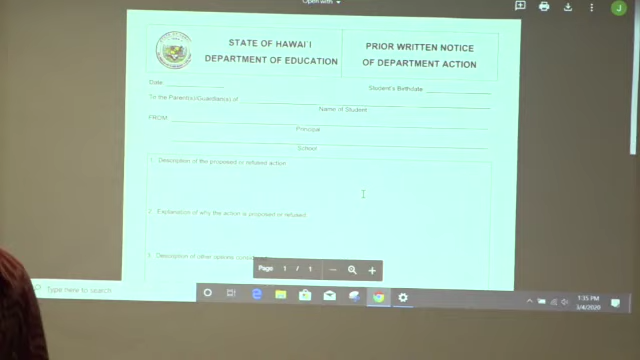 Open with
J
STATE OF HAWAI`I
DEPARTMENT OF EDUCATION
PRIOR WRITTEN NOTICE
OF DEPARTMENT ACTION
Date
Student's Birthdate
To the Parent(s)/Guardian(s) of
Name of Student
FROM:
Principal
School
1. Description of the proposed or refused action
2. Explanation of why the action is proposed or refused
3. Description of other options considered
Page 1 / 1
Type here to search
1:35 PM
3/4/2020